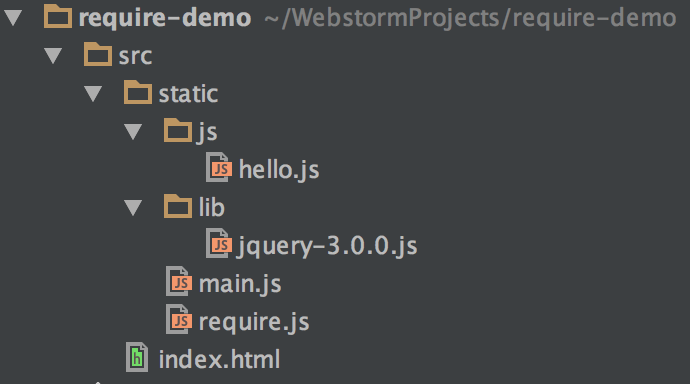 require-demo ~/WebstormProjects/require-demo
src
static
js
JS hello.js
lib
JS jquery-3.0.0.js
JS main.js
JS require.js
h index.html